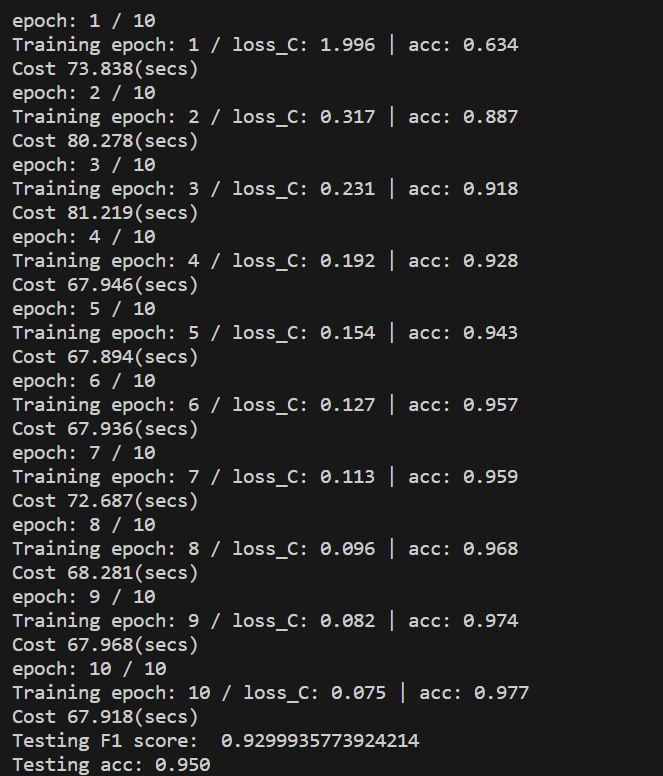 epoch: 1 / 10
Training epoch: 1 / loss_C: 1.996 | acc: 0.634
Cost 73.838(secs)
epoch: 2 / 10
Training epoch: 2 / loss_C: 0.317 | acc: 0.887
Cost 80.278(secs)
epoch: 3 / 10
Training epoch: 3 / loss_C: 0.231 | acc: 0.918
Cost 81.219(secs)
epoch: 4 / 10
Training epoch: 4 / loss_C: 0.192 | acc: 0.928
Cost 67.946(secs)
epoch: 5 / 10
Training epoch: 5 / loss_C: 0.154 | acc: 0.943
Cost 67.894(secs)
epoch: 6 / 10
Training epoch: 6 / loss_C: 0.127 | acc: 0.957
Cost 67.936(secs)
epoch: 7 / 10
Training epoch: 7 / loss_C: 0.113 | acc: 0.959
Cost 72.687(secs)
epoch: 8 / 10
Training epoch: 8 / loss_C: 0.096 | acc: 0.968
Cost 68.281(secs)
epoch: 9 / 10
Training epoch: 9 / loss_C: 0.082 | acc: 0.974
Cost 67.968(secs)
epoch: 10 / 10
Training epoch: 10 / loss_C: 0.075 | acc: 0.977
Cost 67.918(secs)
Testing F1 score:  0.9299935773924214
Testing acc: 0.950